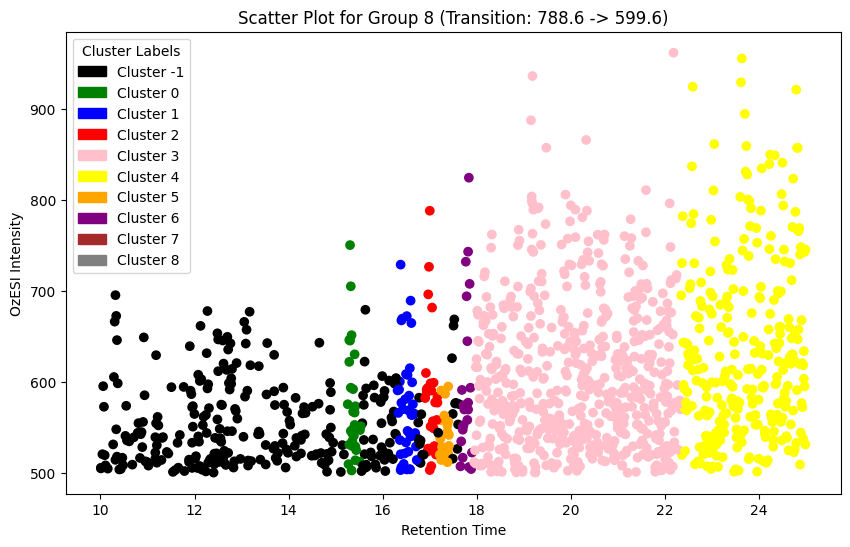 Scatter Plot for Group 8 (Transition: 788.6 -> 599.6)
Cluster Labels
Cluster -1
Cluster 0
Cluster 1
Cluster 2
Cluster 3
Cluster 4
Cluster 5
Cluster 6
Cluster 7
Cluster 8
OzESI Intensity
900
800
700
600
500
10 12 14 16 18 20 22 24
Retention Time